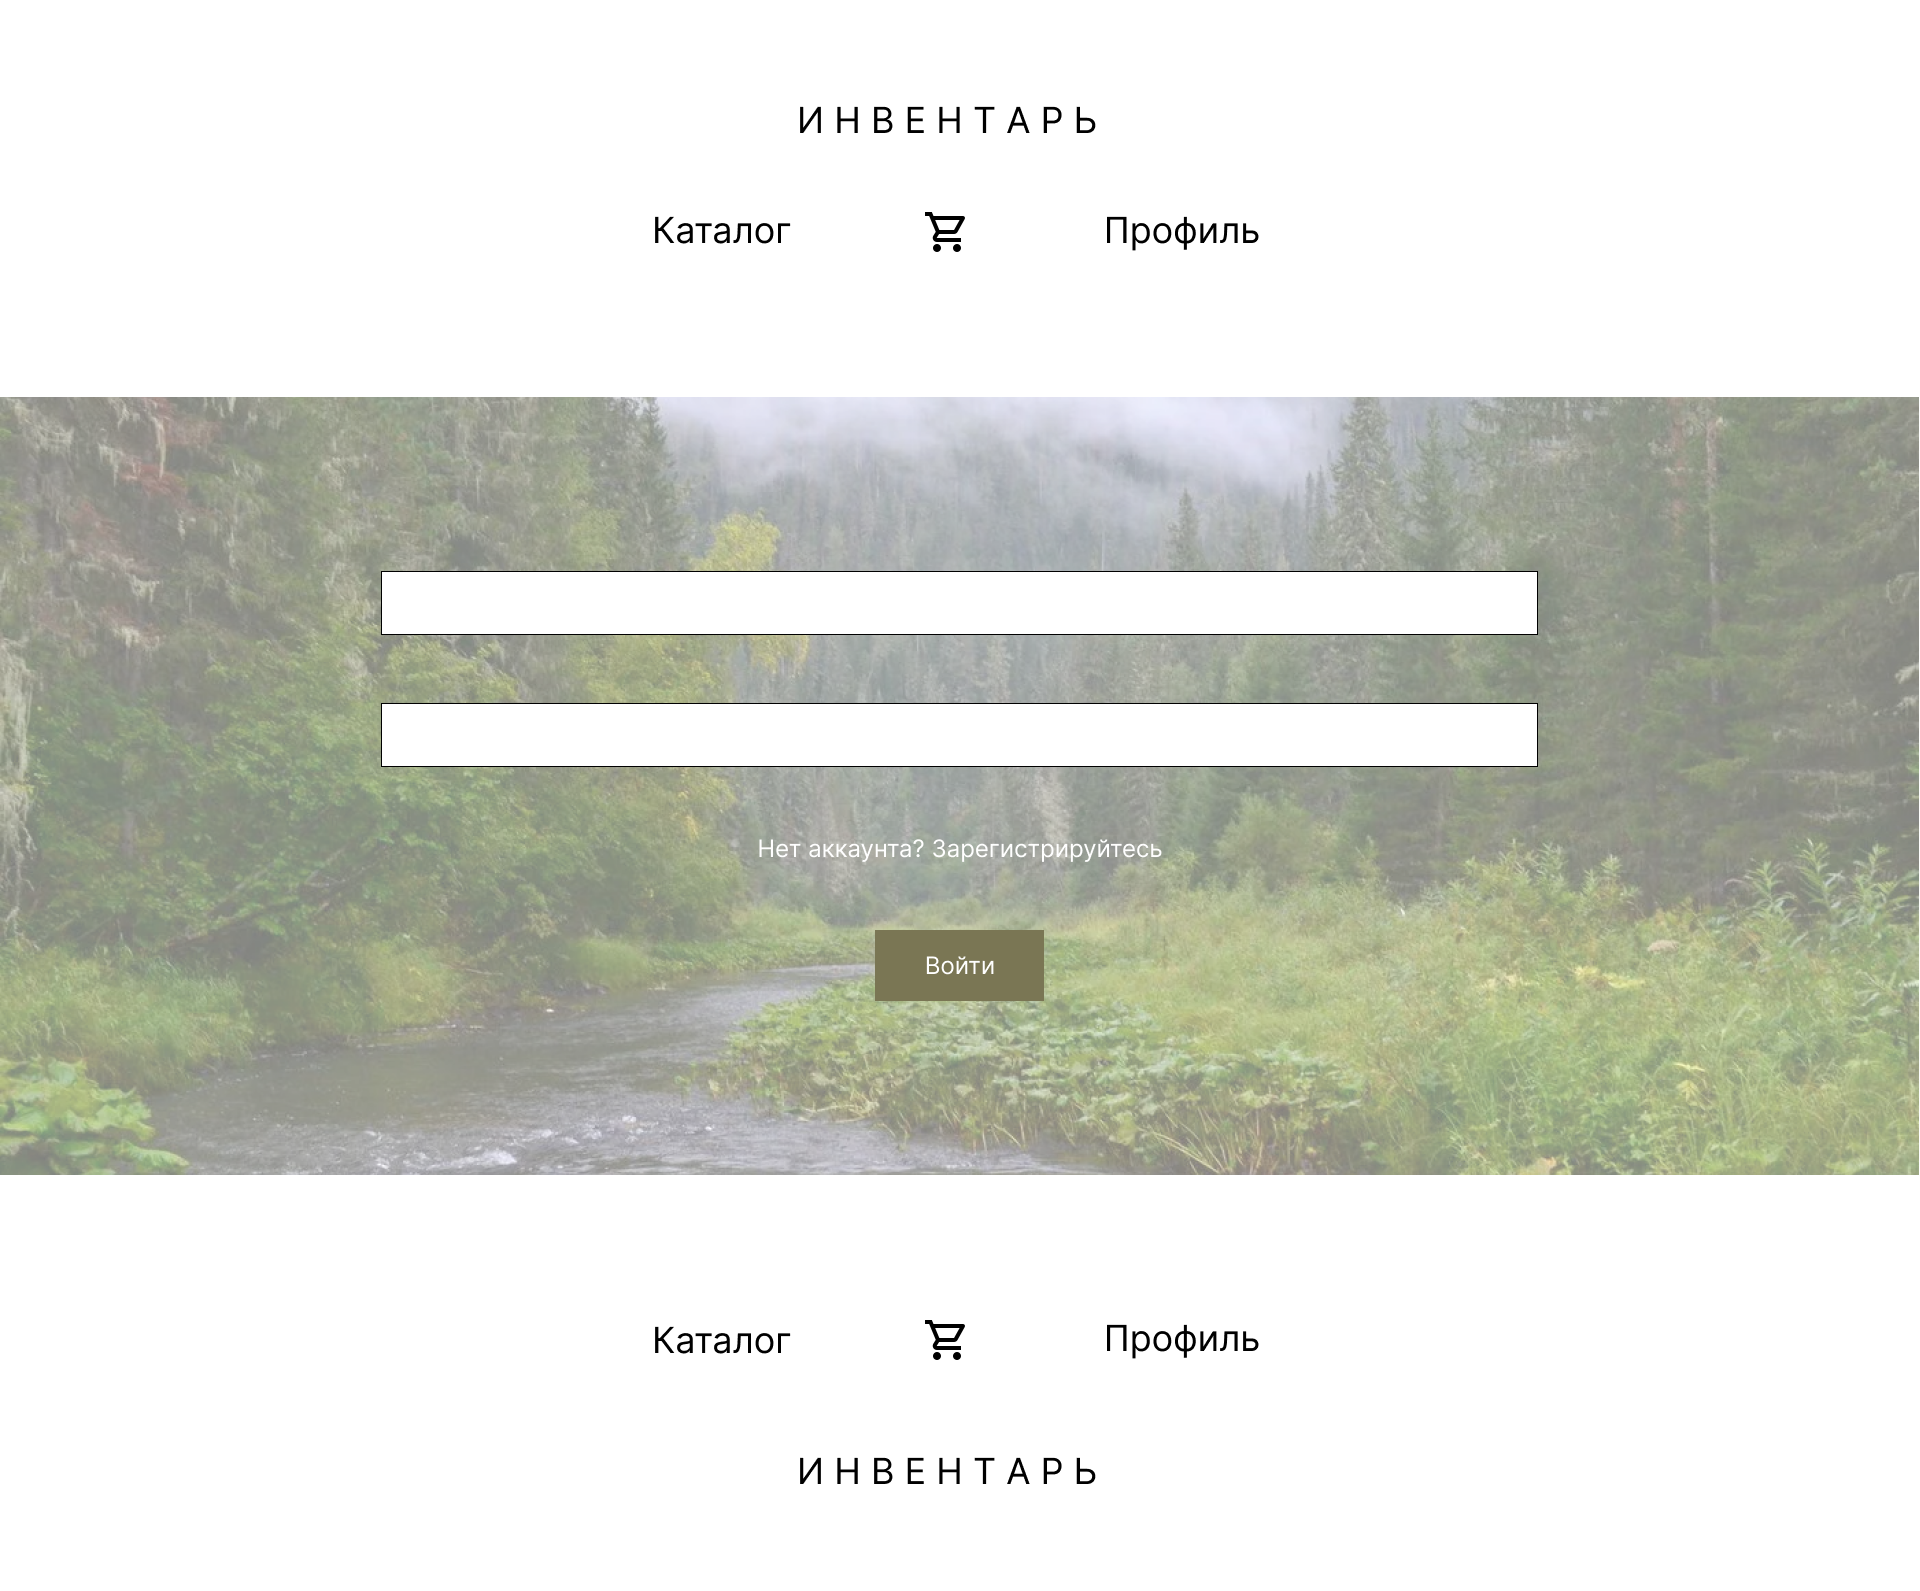 ИНВЕНТАРЬ
Каталог Профиль
Нет аккаунта? Зарегистрируйтесь
Войти
Каталог Профиль
ИНВЕНТАРЬ